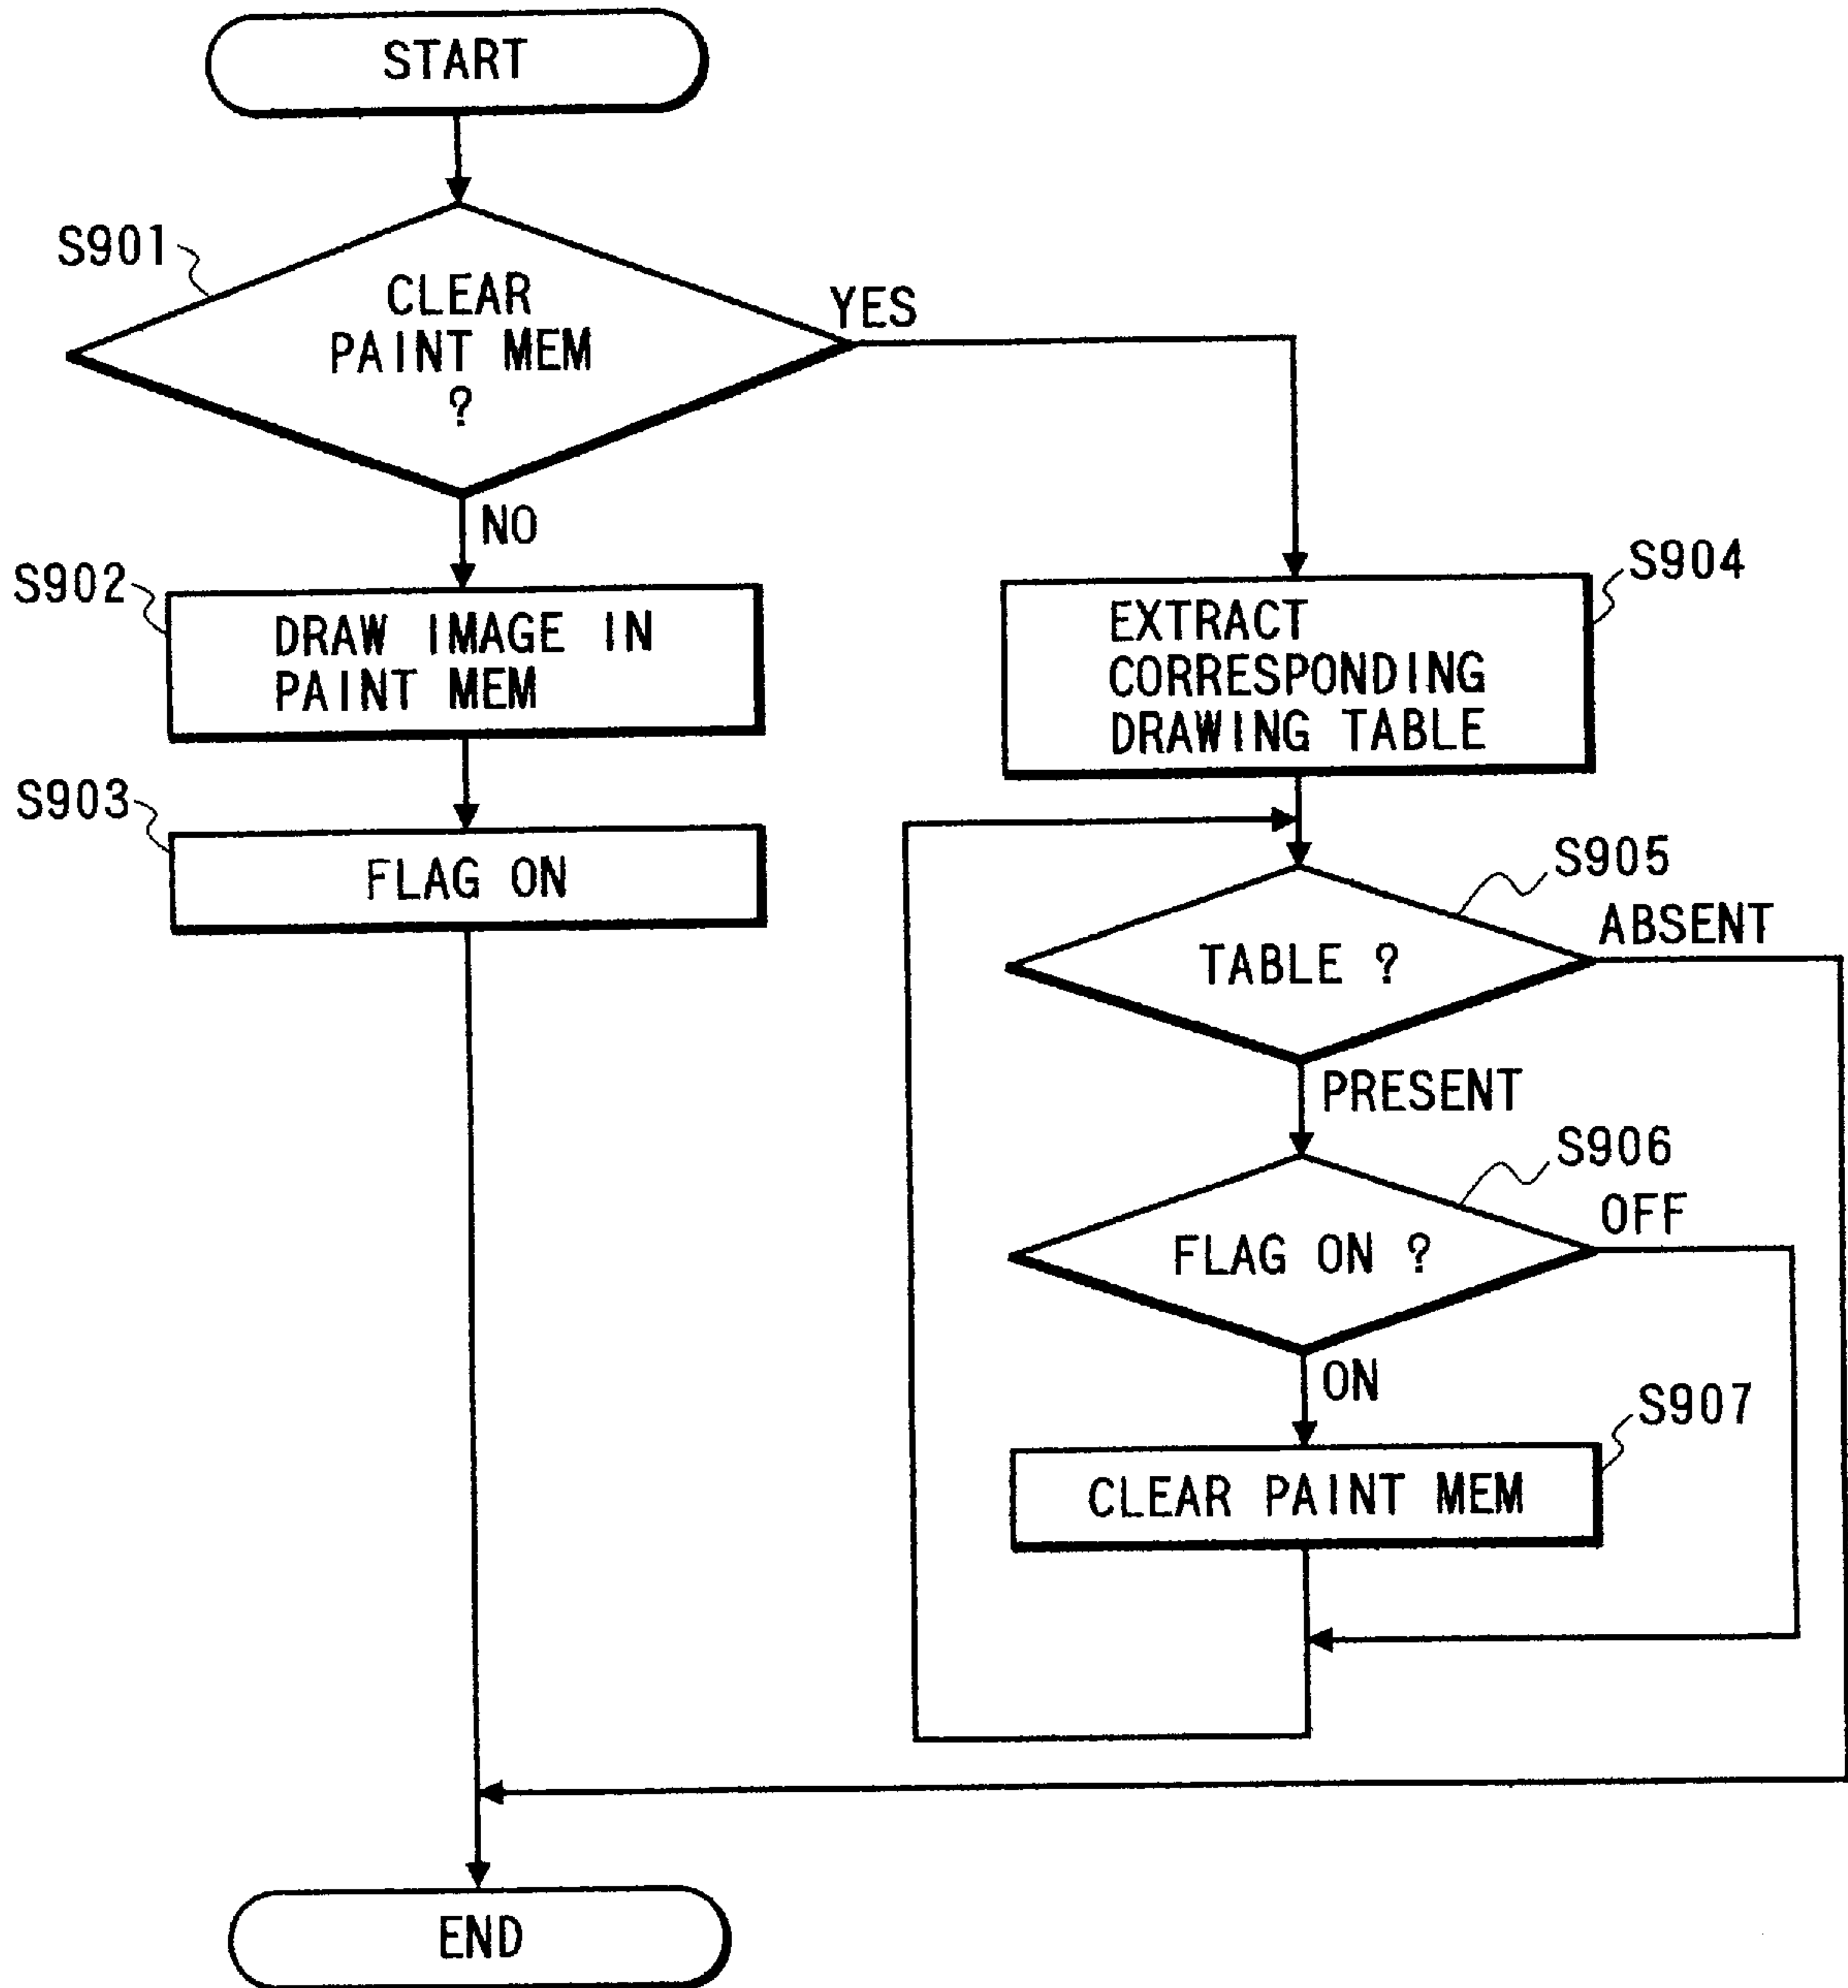 START
S901
CLEAR
PAINT MEM
?
YES
NO
S902
DRAW IMAGE IN
PAINT MEM
S903
FLAG ON
S904
EXTRACT
CORRESPONDING
DRAWING TABLE
S905
TABLE ?
ABSENT
PRESENT
S906
FLAG ON ?
OFF
ON
S907
CLEAR PAINT MEM
END